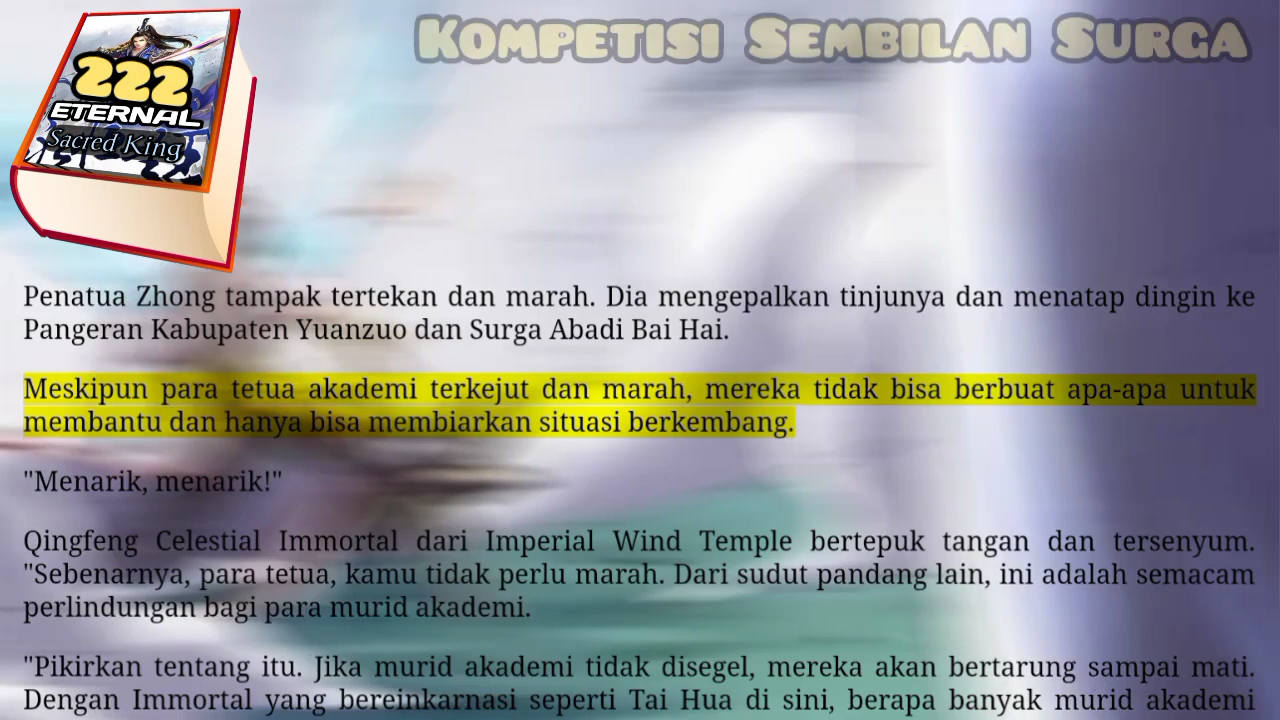 Kompetisi Sembilan Surga
222
ETERNAL
Sacred King
Penatua Zhong tampak tertekan dan marah. Dia mengepalkan tinjunya dan menatap dingin ke
Pangeran Kabupaten Yuanzuo dan Surga Abadi Bai Hai.
Meskipun para tetua akademi terkejut dan marah, mereka tidak bisa berbuat apa-apa untuk
membantu dan hanya bisa membiarkan situasi berkembang.
"Menarik, menarik!"
Qingfeng Celestial Immortal dari Imperial Wind Temple bertepuk tangan dan tersenyum.
"Sebenarnya, para tetua, kamu tidak perlu marah. Dari sudut pandang lain, ini adalah semacam
perlindungan bagi para murid akademi.
"Pikirkan tentang itu. Jika murid akademi tidak disegel, mereka akan bertarung sampai mati.
Dengan Immortal yang bereinkarnasi seperti Tai Hua di sini, berapa banyak murid akademi